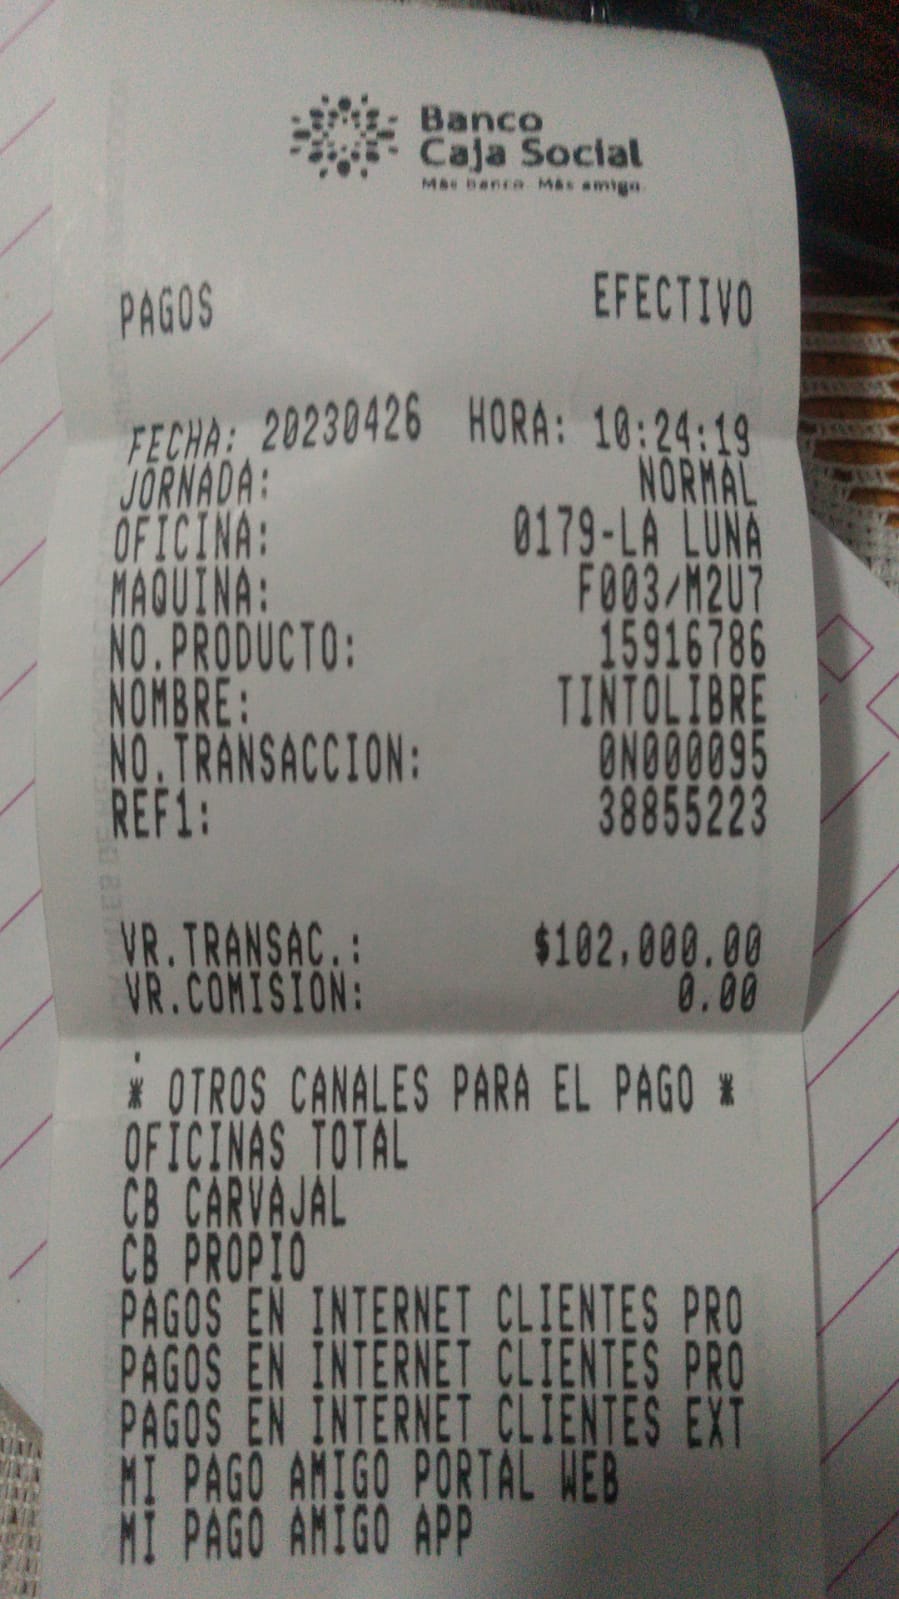 Banco
Caja Social
Más banco. Más amigo.
PAGOS EFECTIVO
FECHA: 20230426 HORA: 10:24:19
JORNADA: NORMAL
OFICINA: 0179-LA LUNA
MAQUINA: F003/M2U7
NO.PRODUCTO: 15916786
NOMBRE: TINTOLIBRE
NO.TRANSACCION: 0N000095
REF1: 38855223
VR.TRANSAC.: $102,000.00
VR.COMISION: 0.00
.
* OTROS CANALES PARA EL PAGO *
OFICINAS TOTAL
CB CARVAJAL
CB PROPIO
PAGOS EN INTERNET CLIENTES PRO
PAGOS EN INTERNET CLIENTES PRO
PAGOS EN INTERNET CLIENTES EXT
MI PAGO AMIGO PORTAL WEB
MI PAGO AMIGO APP